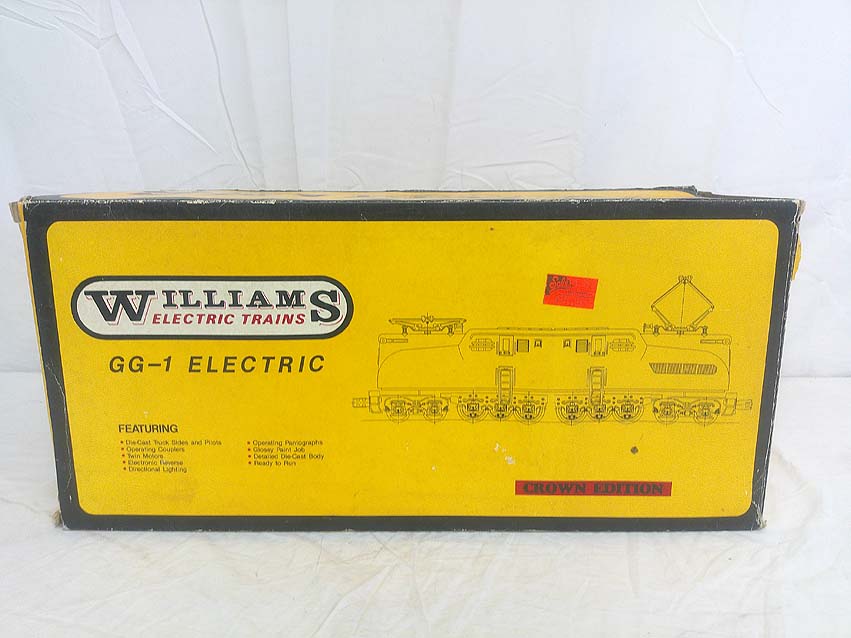 WILLIAMS
ELECTRIC TRAINS
GG-1 ELECTRIC
FEATURING
• Die-Cast Truck Sides and Pilots
• Operating Couplers
• Twin Motors
• Electronic Reverse
• Directional Lighting
• Operating Pantographs
• Glossy Paint Job
• Detailed Die-Cast Body
• Ready to Run
CROWN EDITION